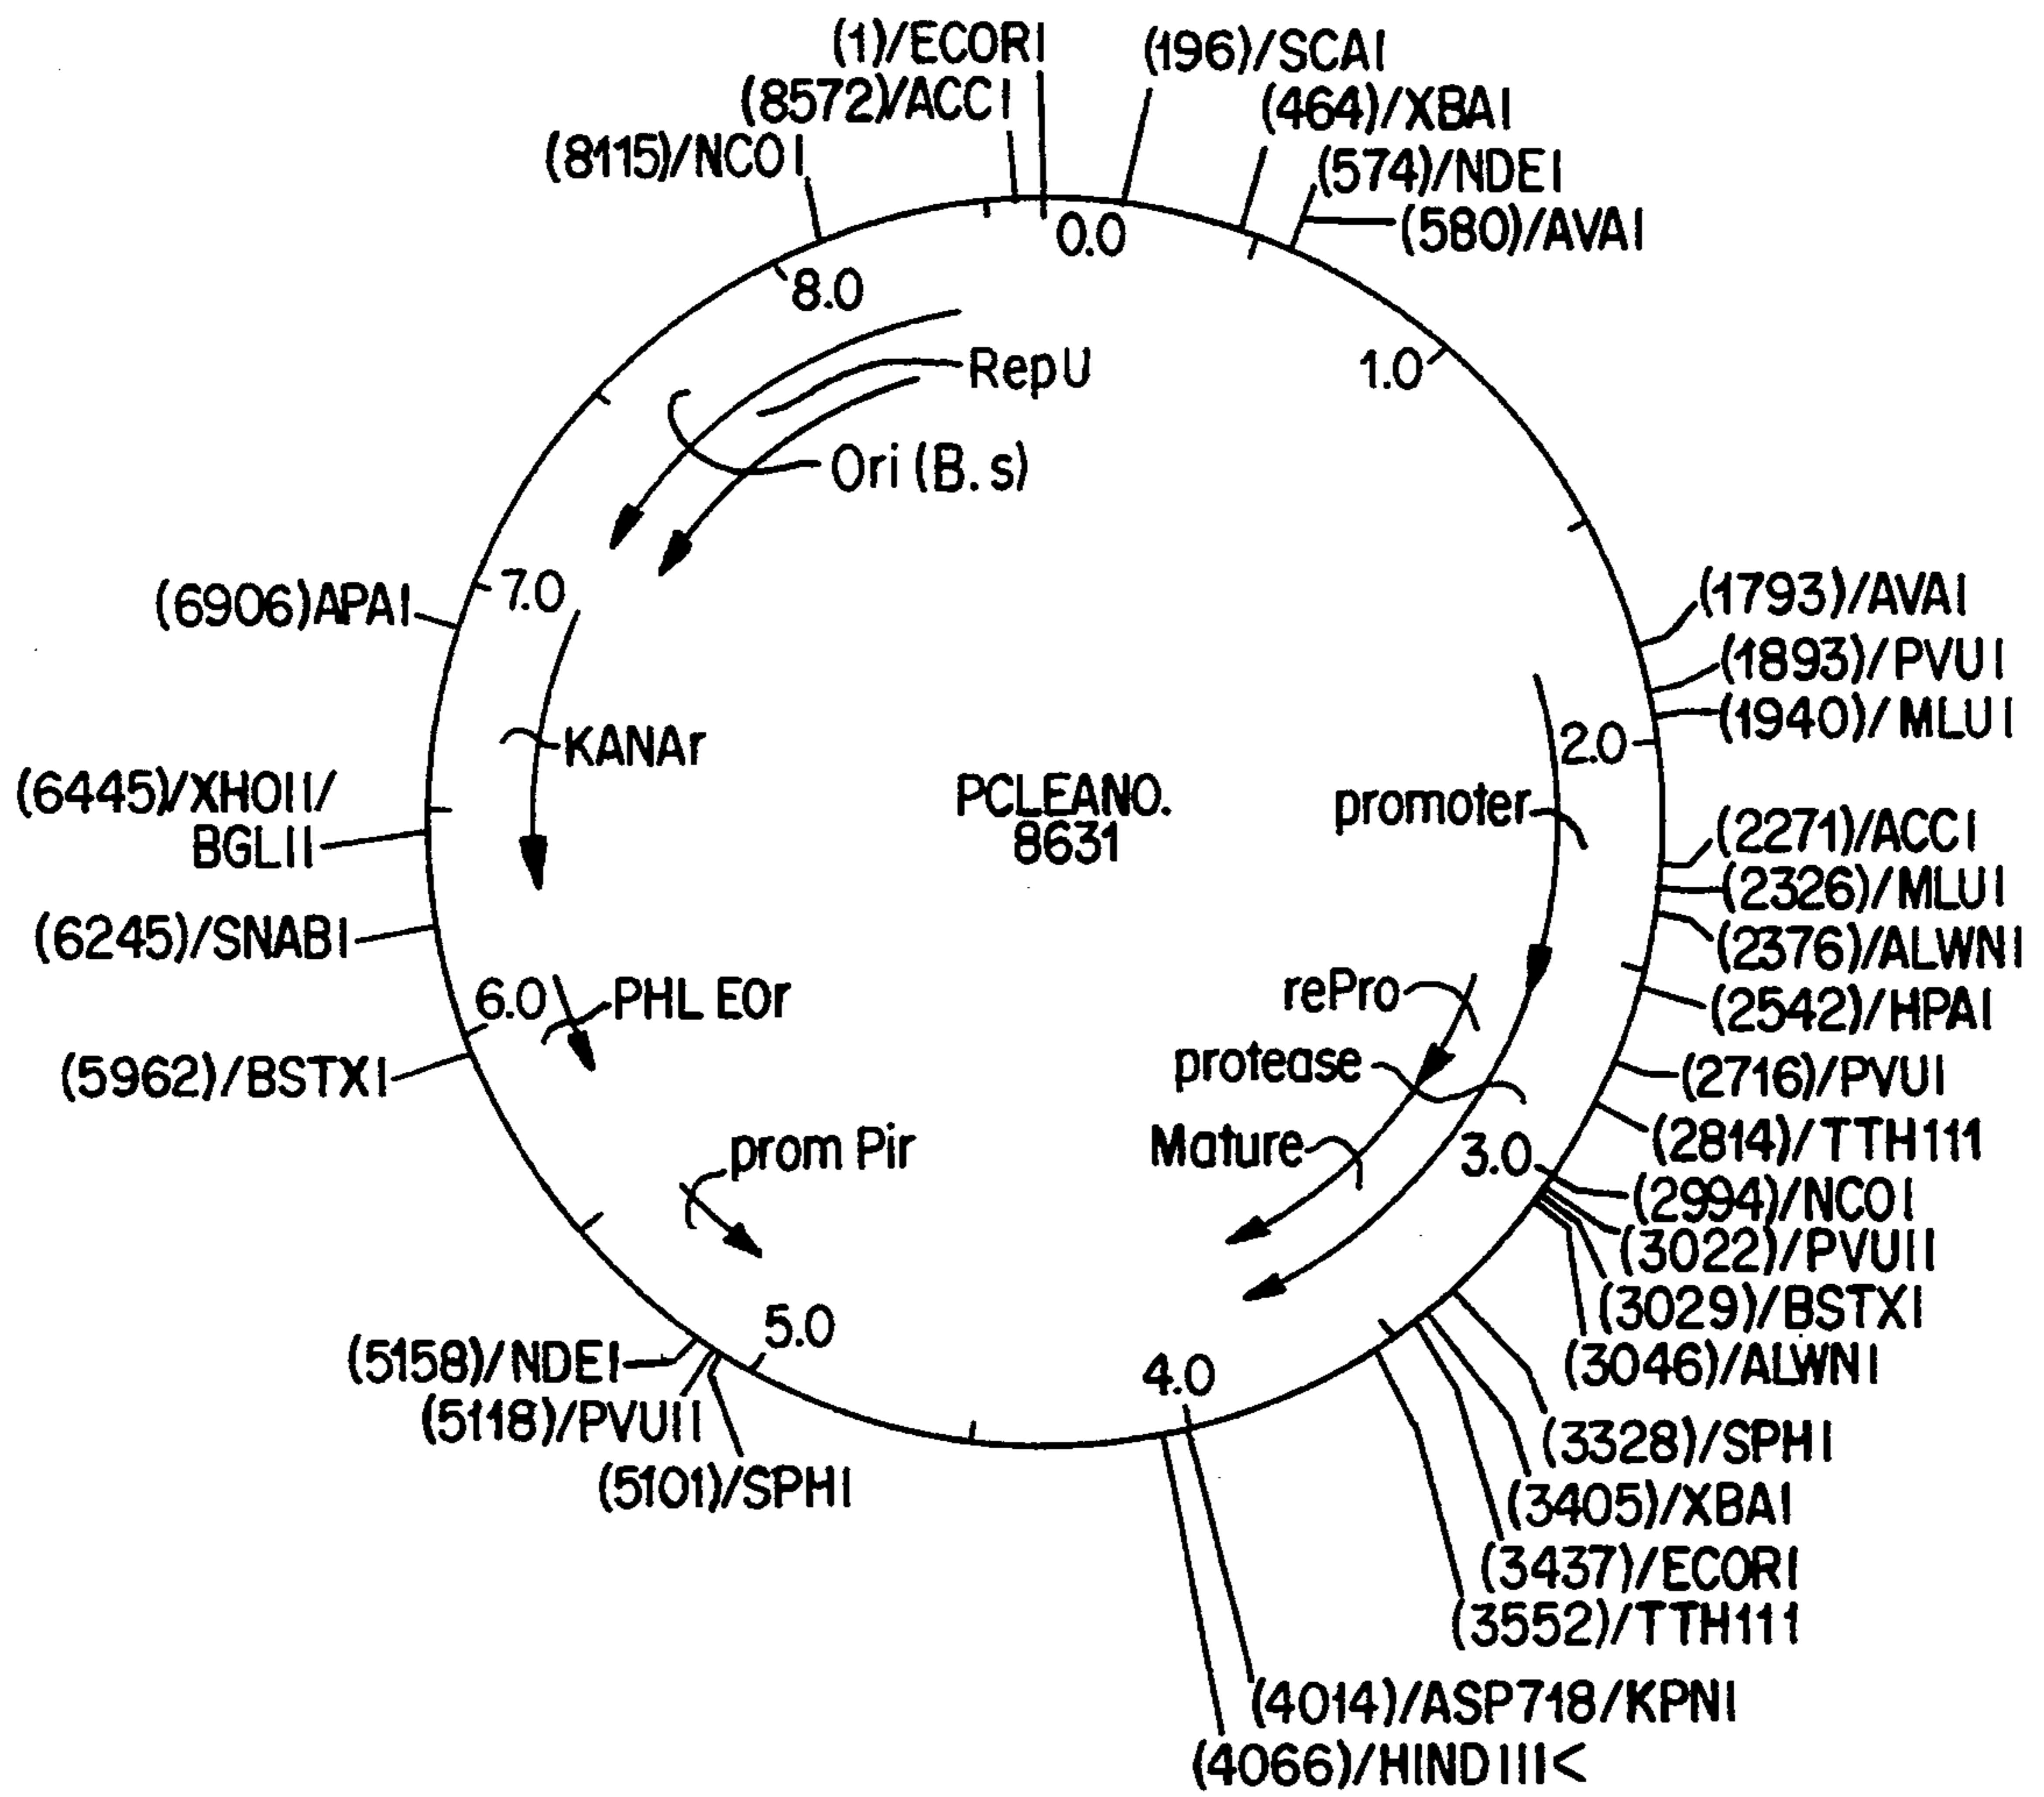 (1)/ECORI
(8572)/ACCI
(8115)/NCOI
(196)/SCAI
(464)/XBAI
(574)/NDEI
(580)/AVAI
0.0
8.0
1.0
RepU
Ori (B. s)
(6906)APAI
7.0
(1793)/AVAI
(1893)/PVUI
(1940)/MLUI
2.0
KANAr
(6445)/XHOII/
BGLII
PCLEANO.
8631
promoter
(2271)/ACCI
(2326)/MLUI
(2376)/ALWNI
(6245)/SNABI
6.0
PHL EOr
rePro
(2542)/HPAI
(5962)/BSTXI
protease
(2716)/PVUI
prom Pir
Mature
3.0
(2814)/TTH111
(2994)/NCOI
(3022)/PVUII
(3029)/BSTXI
(3046)/ALWNI
5.0
(5158)/NDEI
(5118)/PVUII
(5101)/SPHI
4.0
(3328)/SPHI
(3405)/XBAI
(3437)/ECORI
(3552)/TTH111
(4014)/ASP718/KPNI
(4066)/HINDIII<